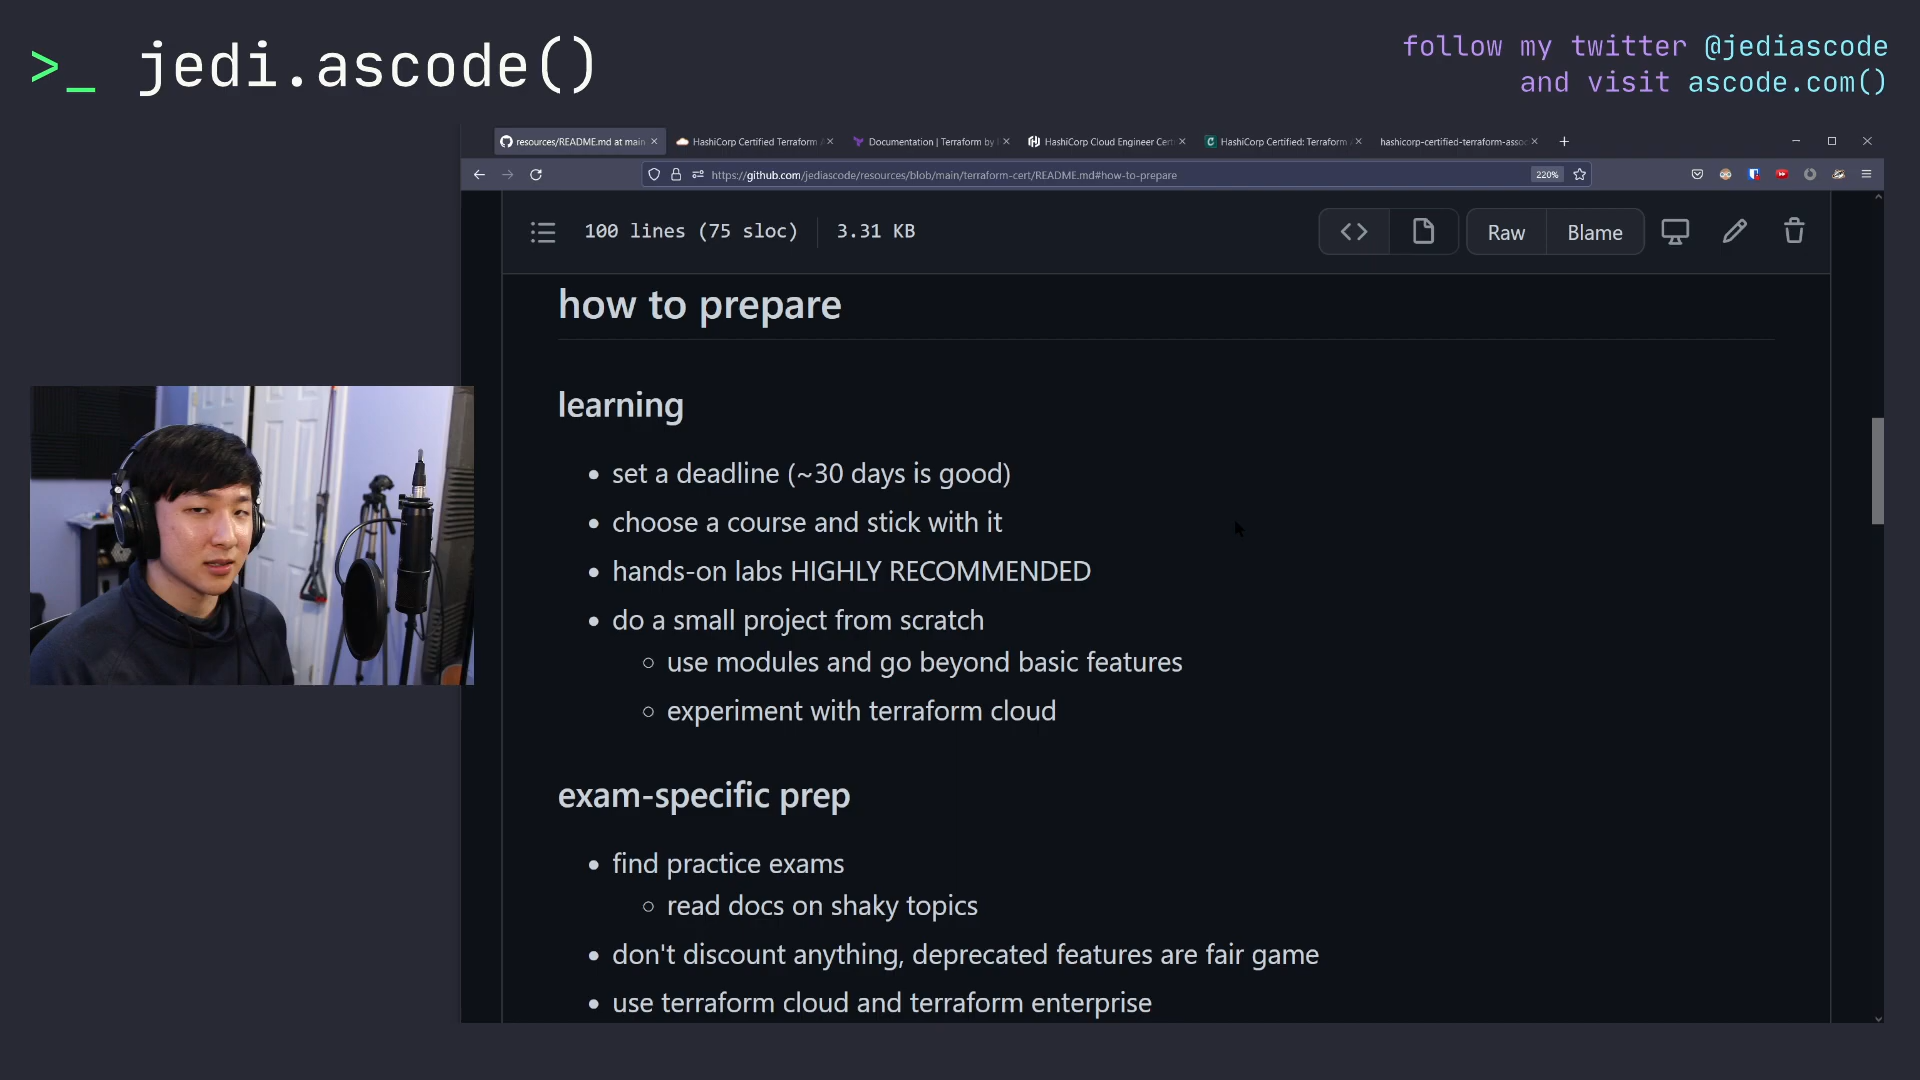 >_ jedi.ascode()
follow my twitter @jediascode
and visit ascode.com()
resources/README.md at main
HashiCorp Certified Terraform A
Documentation | Terraform by
HashiCorp Cloud Engineer Cert
HashiCorp Certified: Terraform A
hashicorp-certified-terraform-assoc
https://github.com/jediascode/resources/blob/main/terraform-cert/README.md#how-to-prepare
220%
100 lines (75 sloc)
3.31 KB
Raw
Blame
how to prepare
learning
• set a deadline (~30 days is good)
• choose a course and stick with it
• hands-on labs HIGHLY RECOMMENDED
• do a small project from scratch
○ use modules and go beyond basic features
○ experiment with terraform cloud
exam-specific prep
• find practice exams
○ read docs on shaky topics
• don't discount anything, deprecated features are fair game
• use terraform cloud and terraform enterprise